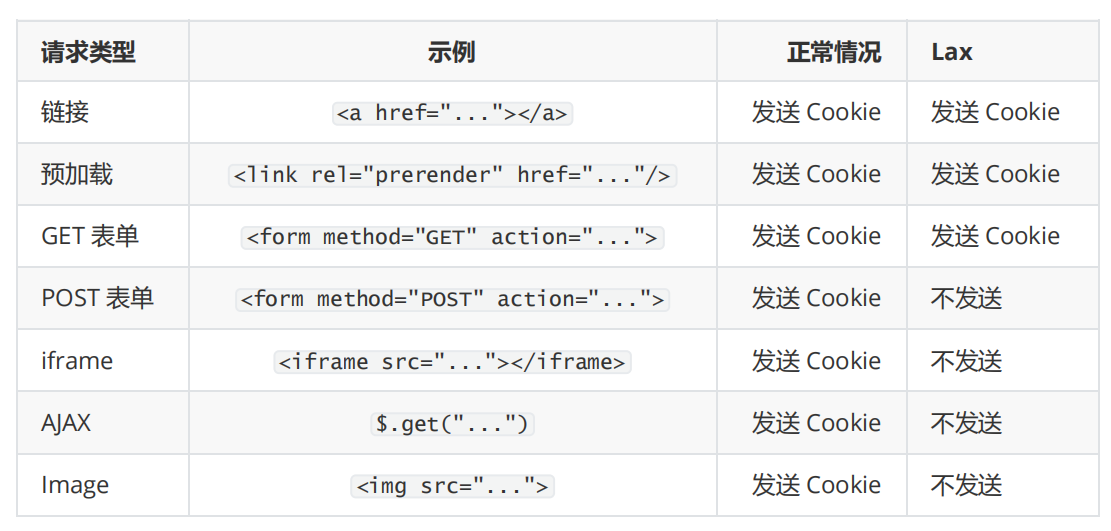 请求类型 示例 正常情况 Lax
链接 <a href="..."></a> 发送 Cookie 发送 Cookie
预加载 <link rel="prerender" href="..."/> 发送 Cookie 发送 Cookie
GET 表单 <form method="GET" action="..."> 发送 Cookie 发送 Cookie
POST 表单 <form method="POST" action="..."> 发送 Cookie 不发送
iframe <iframe src="..."></iframe> 发送 Cookie 不发送
AJAX $.get("...") 发送 Cookie 不发送
Image <img src="..."> 发送 Cookie 不发送